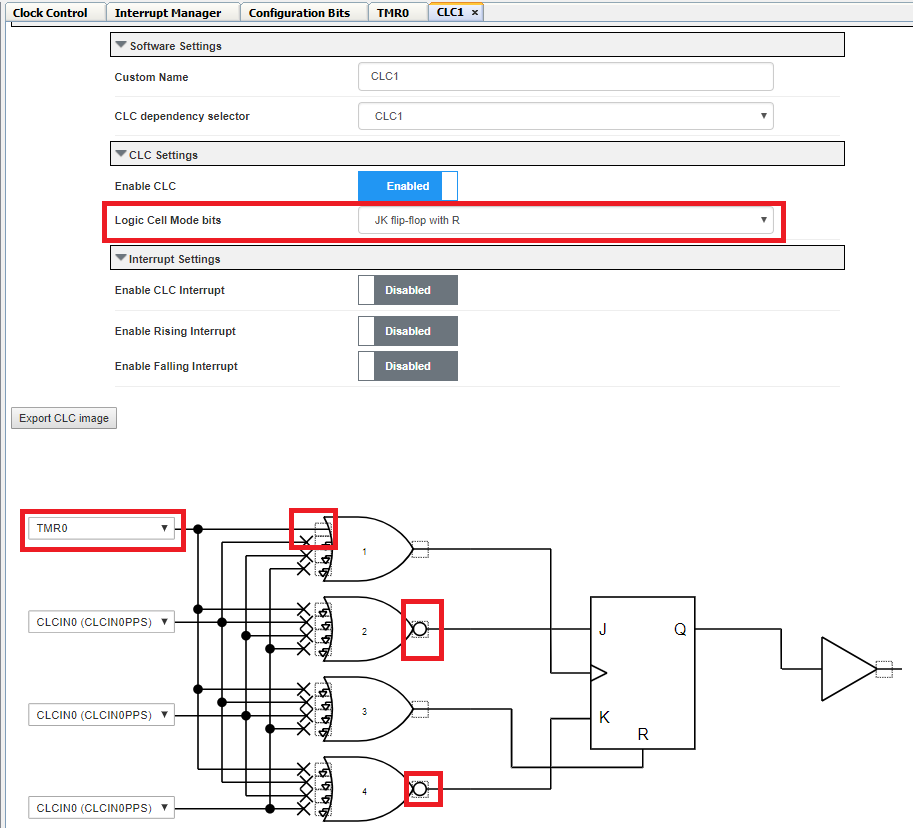 Clock Control Interrupt Manager Configuration Bits TMR0 CLC1 ×
Software Settings
Custom Name CLC1
CLC dependency selector CLC1
CLC Settings
Enable CLC Enabled
Logic Cell Mode bits JK flip-flop with R
Interrupt Settings
Enable CLC Interrupt Disabled
Enable Rising Interrupt Disabled
Enable Falling Interrupt Disabled
Export CLC image
TMR0
1
CLCIN0 (CLCIN0PPS)
2
J Q
CLCIN0 (CLCIN0PPS)
3
K
R
CLCIN0 (CLCIN0PPS)
4